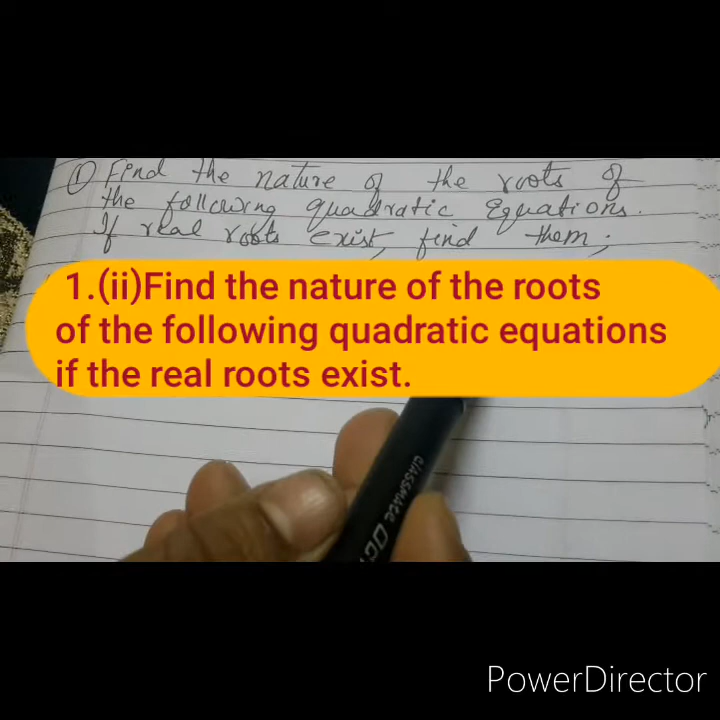 ① Find the nature of the roots of
the following quadratic Equations.
If real roots exist, find them;
1.(ii)Find the nature of the roots
of the following quadratic equations
if the real roots exist.
CLASSMATE OCT
PowerDirector